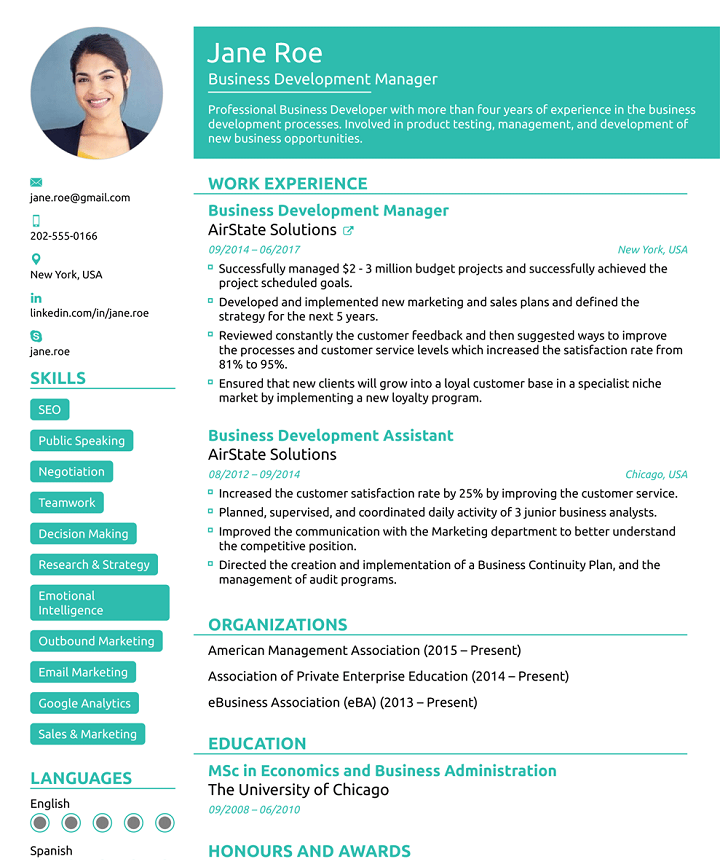 Jane Roe
Business Development Manager
Professional Business Developer with more than four years of experience in the business
development processes. Involved in product testing, management, and development of
new business opportunities.
jane.roe@gmail.com
202-555-0166
New York, USA
in
linkedin.com/in/jane.roe
S
jane.roe
SKILLS
SEO
Public Speaking
Negotiation
Teamwork
Decision Making
Research & Strategy
Emotional
Intelligence
Outbound Marketing
Email Marketing
Google Analytics
Sales & Marketing
LANGUAGES
English
Spanish
WORK EXPERIENCE
Business Development Manager
AirState Solutions
09/2014 – 06/2017 New York, USA
Successfully managed $2 - 3 million budget projects and successfully achieved the
project scheduled goals.
Developed and implemented new marketing and sales plans and defined the
strategy for the next 5 years.
Reviewed constantly the customer feedback and then suggested ways to improve
the processes and customer service levels which increased the satisfaction rate from
81% to 95%.
Ensured that new clients will grow into a loyal customer base in a specialist niche
market by implementing a new loyalty program.
Business Development Assistant
AirState Solutions
08/2012 – 09/2014 Chicago, USA
Increased the customer satisfaction rate by 25% by improving the customer service.
Planned, supervised, and coordinated daily activity of 3 junior business analysts.
Improved the communication with the Marketing department to better understand
the competitive position.
Directed the creation and implementation of a Business Continuity Plan, and the
management of audit programs.
ORGANIZATIONS
American Management Association (2015 – Present)
Association of Private Enterprise Education (2014 – Present)
eBusiness Association (eBA) (2013 – Present)
EDUCATION
MSc in Economics and Business Administration
The University of Chicago
09/2008 – 06/2010
HONOURS AND AWARDS